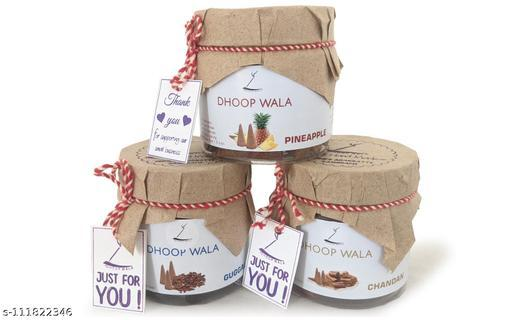 DHOOP WALA
PINEAPPLE
Thank
you
for supporting our
small business
DHOOP WALA
GUGGA
JUST FOR
YOU !
DHOOP WALA
CHANDAN
JUST FOR
YOU !
s-111822346